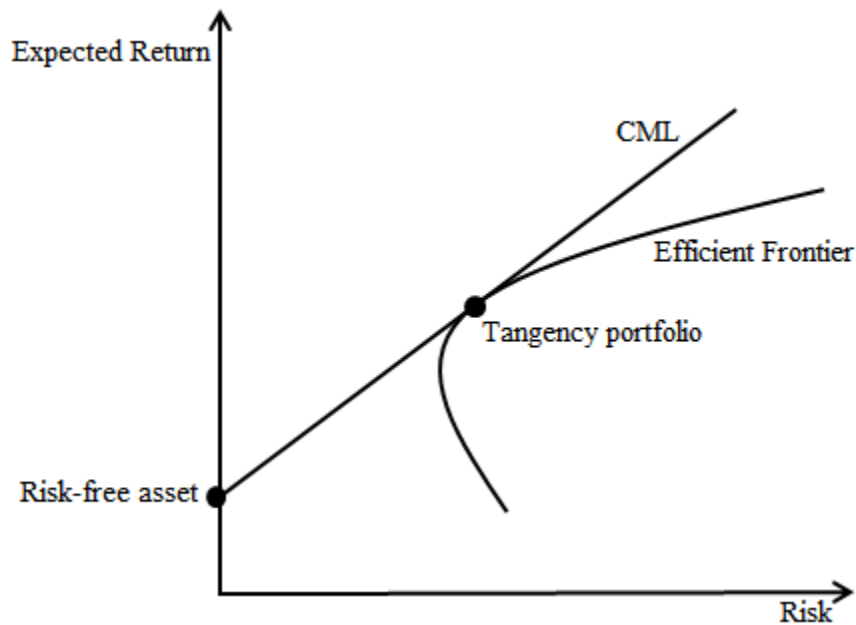 Expected Return
CML
Efficient Frontier
Tangency portfolio
Risk-free asset
Risk